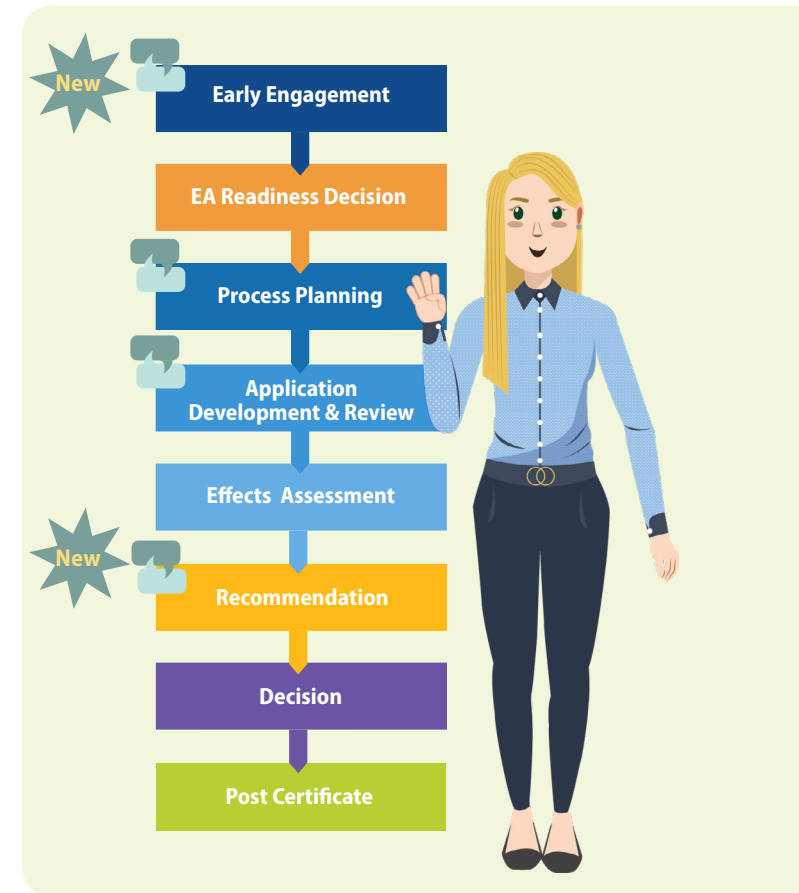 New
Early Engagement
EA Readiness Decision
Process Planning
Application
Development & Review
Effects Assessment
New
Recommendation
Decision
Post Certificate